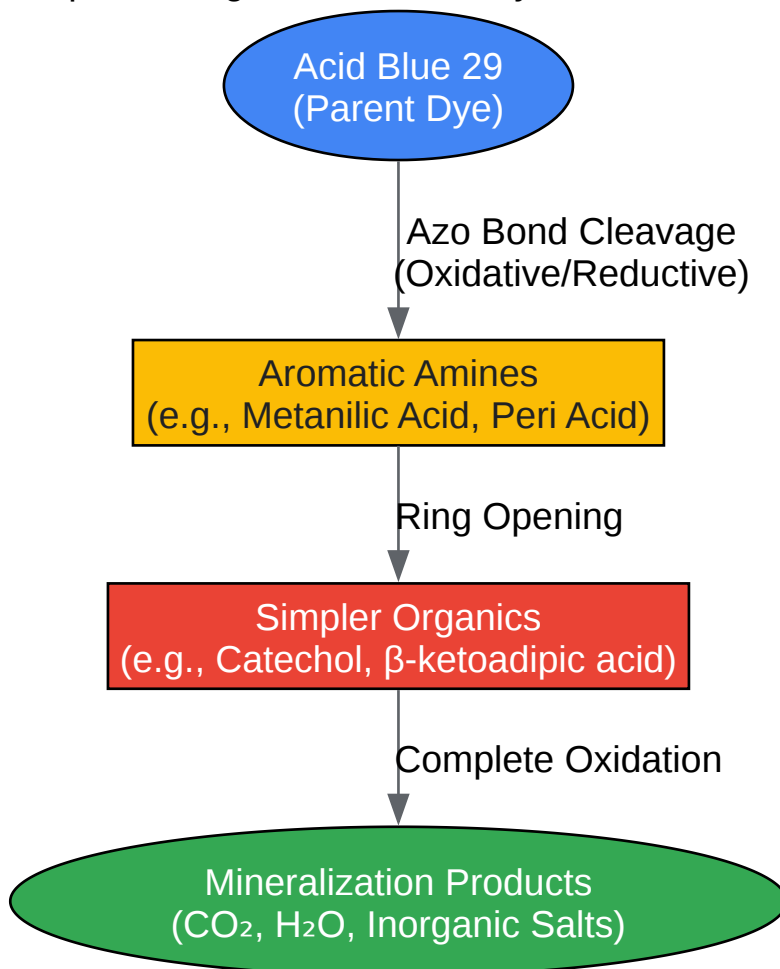 Acid Blue 29
(Parent Dye)
Azo Bond Cleavage
(Oxidative/Reductive)
Aromatic Amines
(e.g., Metanilic Acid, Peri Acid)
Ring Opening
Simpler Organics
(e.g., Catechol, β-ketoadipic acid)
Complete Oxidation
Mineralization Products
(CO₂, H₂O, Inorganic Salts)